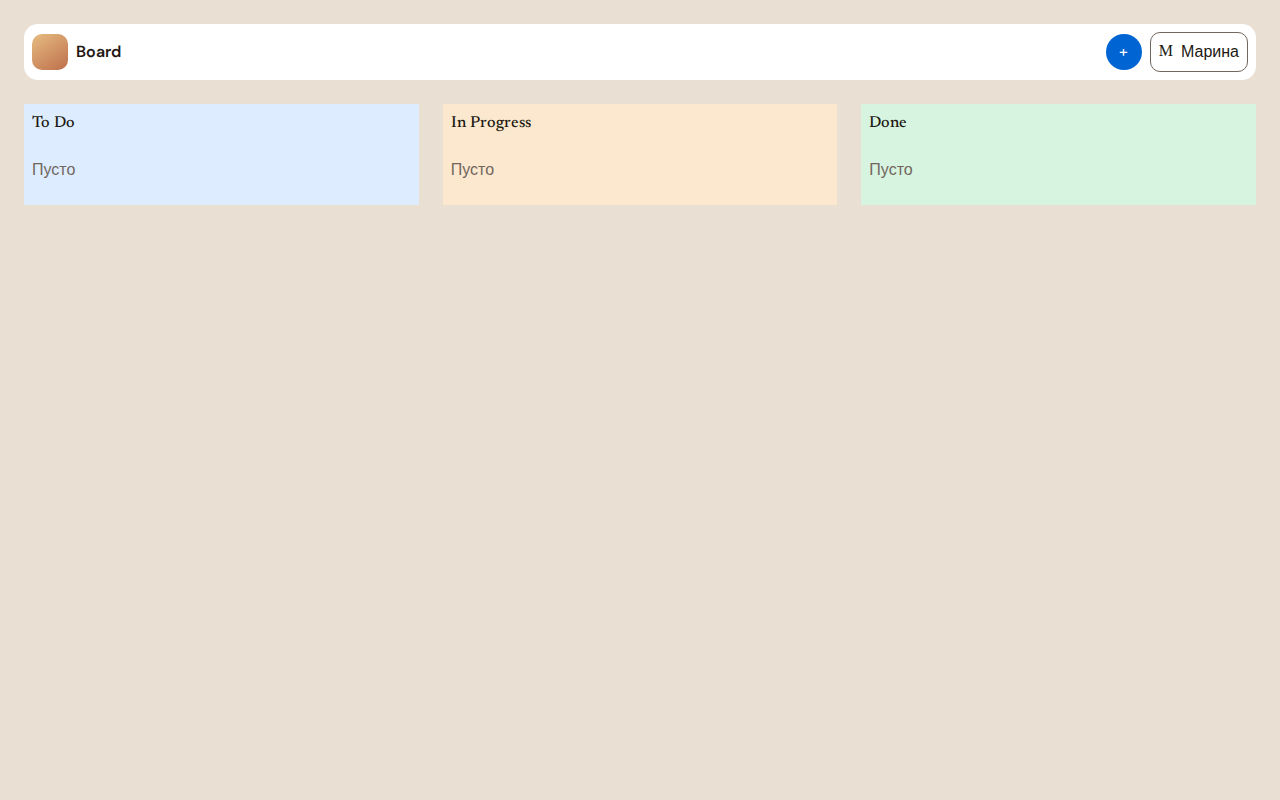 Board
+
M Марина
To Do
Пусто
In Progress
Пусто
Done
Пусто